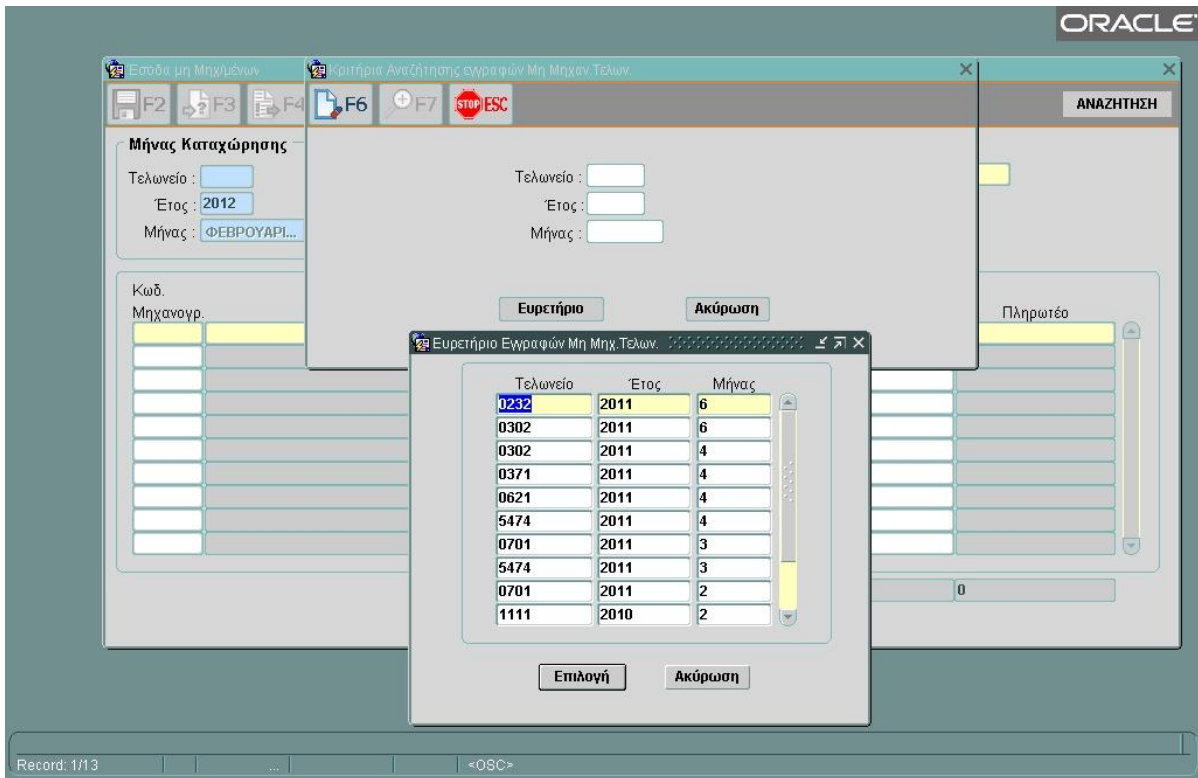 ORACLE
Έσοδα μη Μηχ/μένων
Κριτήρια Αναζήτησης εγγραφών Μη Μηχαν.Τελων.
F2 F3 F4 F6 F7 STOP ESC
ΑΝΑΖΗΤΗΣΗ
Μήνας Καταχώρησης
Τελωνείο : Τελωνείο :
Έτος : 2012 Έτος :
Μήνας : ΦΕΒΡΟΥΑΡΙ... Μήνας :
Κωδ.
Μηχανογρ. Ευρετήριο Ακύρωση Πληρωτέο
Ευρετήριο Εγγραφών Μη Μηχ.Τελων.
Τελωνείο Έτος Μήνας
0232 2011 6
0302 2011 6
0302 2011 4
0371 2011 4
0621 2011 4
5474 2011 4
0701 2011 3
5474 2011 3
0701 2011 2
0
1111 2010 2
Επιλογή Ακύρωση
Record: 1/13 ... <OSC>